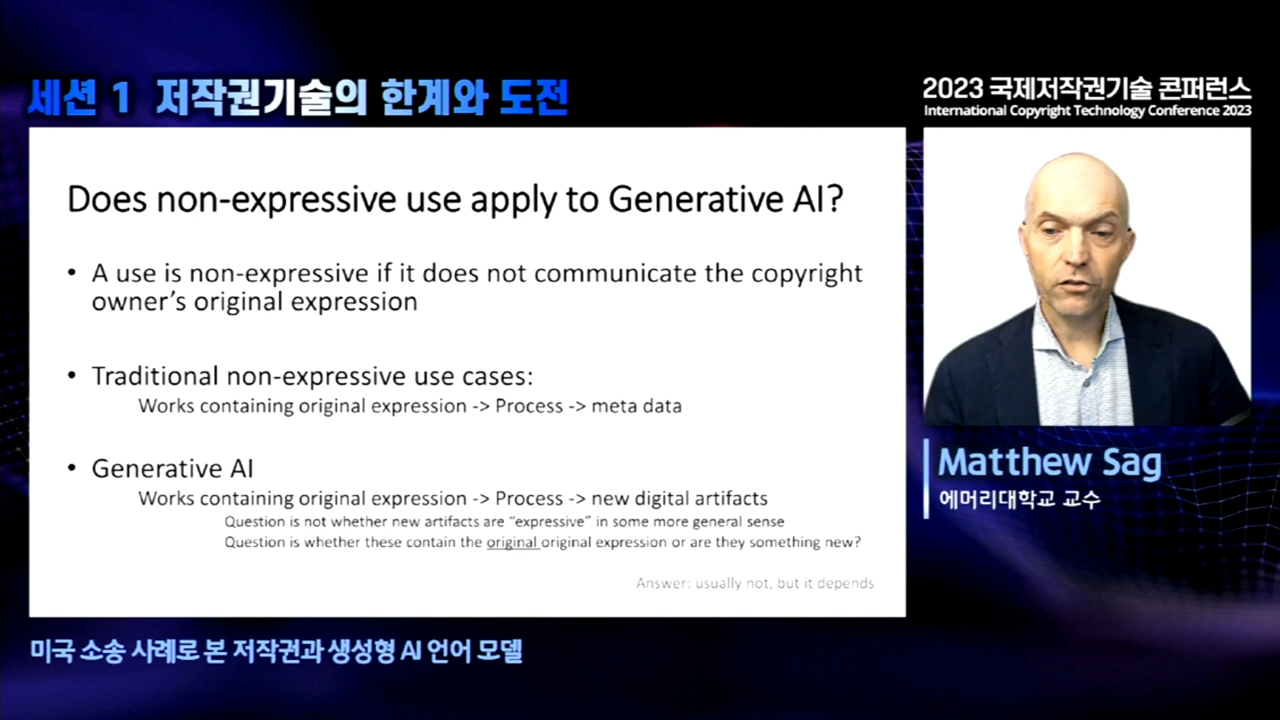 세션 1 저작권기술의 한계와 도전
2023 국제저작권기술 콘퍼런스
International Copyright Technology Conference 2023
Does non-expressive use apply to Generative AI?
• A use is non-expressive if it does not communicate the copyright
owner’s original expression
• Traditional non-expressive use cases:
Works containing original expression -> Process -> meta data
• Generative AI
Works containing original expression -> Process -> new digital artifacts
Question is not whether new artifacts are “expressive” in some more general sense
Question is whether these contain the original original expression or are they something new?
Answer: usually not, but it depends
Matthew Sag
에머리대학교 교수
미국 소송 사례로 본 저작권과 생성형 AI 언어 모델